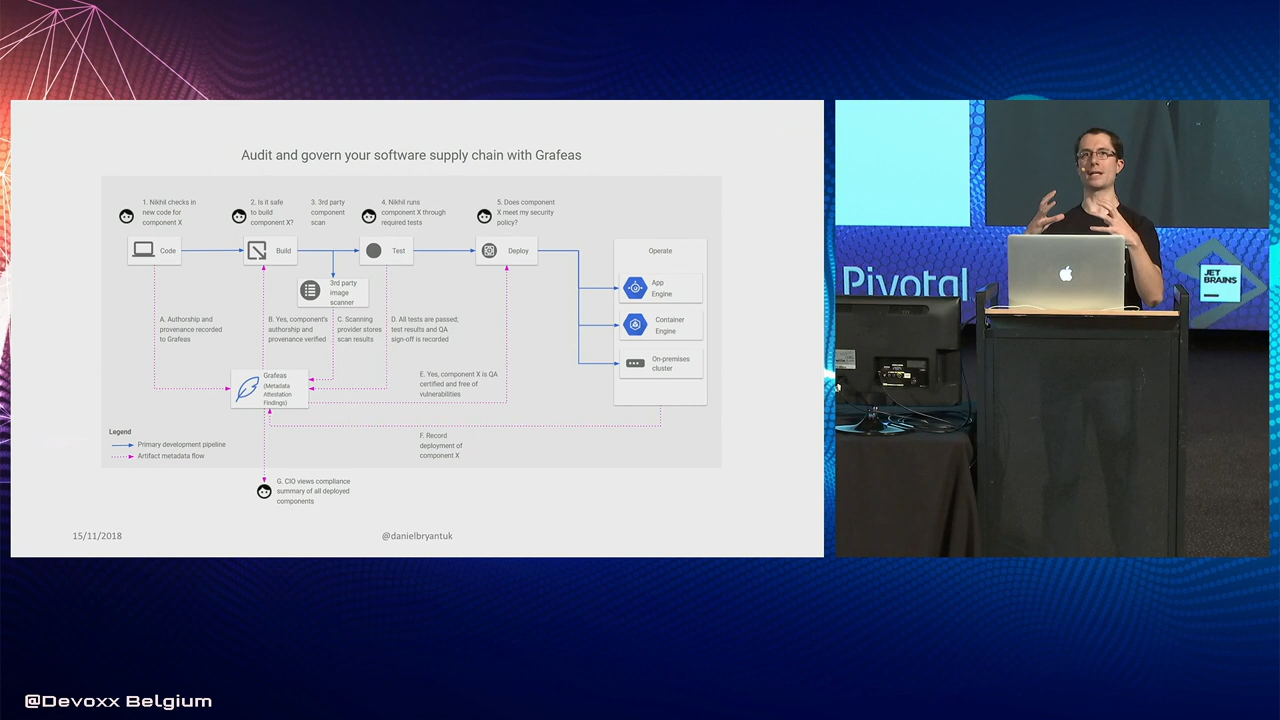 Audit and govern your software supply chain with Grafeas
1. Nikhil checks in
new code for
component X
2. Is it safe
to build
component X?
3. 3rd party
component
scan
4. Nikhil runs
component X through
required tests
5. Does component
X meet my security
policy?
Code
Build
Test
Deploy
Operate
3rd party
image
scanner
App
Engine
Container
Engine
On-premises
cluster
A. Authorship and
provenance recorded
to Grafeas
B. Yes, component's
authorship and
provenance verified
C. Scanning
provider stores
scan results
D. All tests are passed;
test results and QA
sign-off is recorded
E. Yes, component X is QA
certified and free of
vulnerabilities
Grafeas
(Metadata
Attestation
Findings)
F. Record
deployment of
component X
Legend
Primary development pipeline
Artifact metadata flow
G. CIO views compliance
summary of all deployed
components
15/11/2018
@danielbryantuk
Pivotal
JET
BRAINS
@Devoxx Belgium